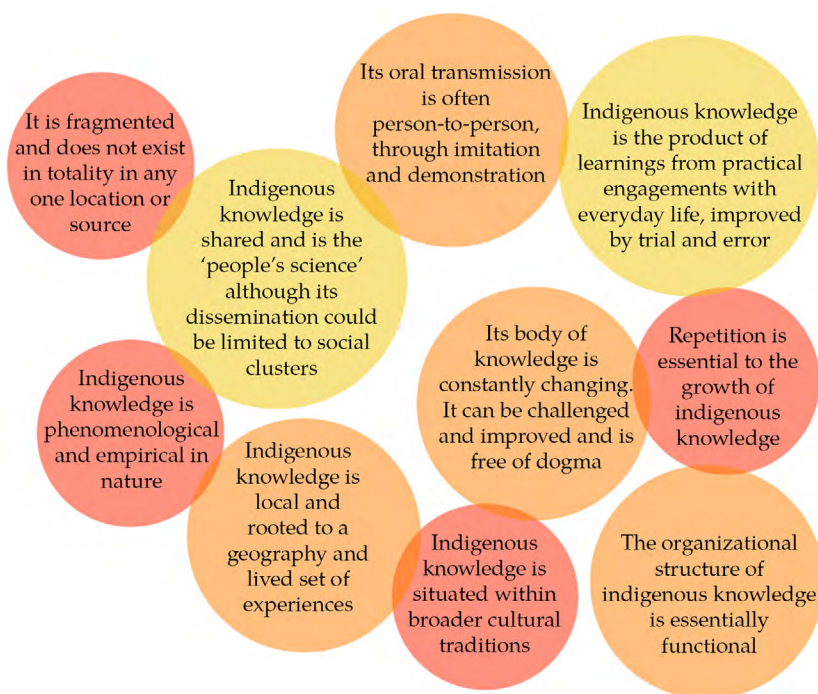 It is fragmented
and does not exist
in totality in any
one location or
source
Its oral transmission
is often
person-to-person,
through imitation
and demonstration
Indigenous knowledge
is the product of
learnings from practical
engagements with
everyday life, improved
by trial and error
Indigenous
knowledge is
shared and is the
‘people’s science’
although its
dissemination could
be limited to social
clusters
Its body of
knowledge is
constantly changing.
It can be challenged
and improved and is
free of dogma
Repetition is
essential to the
growth of
indigenous
knowledge
Indigenous
knowledge is
phenomenological
and empirical in
nature
Indigenous
knowledge is
local and
rooted to a
geography and
lived set of
experiences
Indigenous
knowledge is
situated within
broader cultural
traditions
The organizational
structure of
indigenous knowledge
is essentially
functional